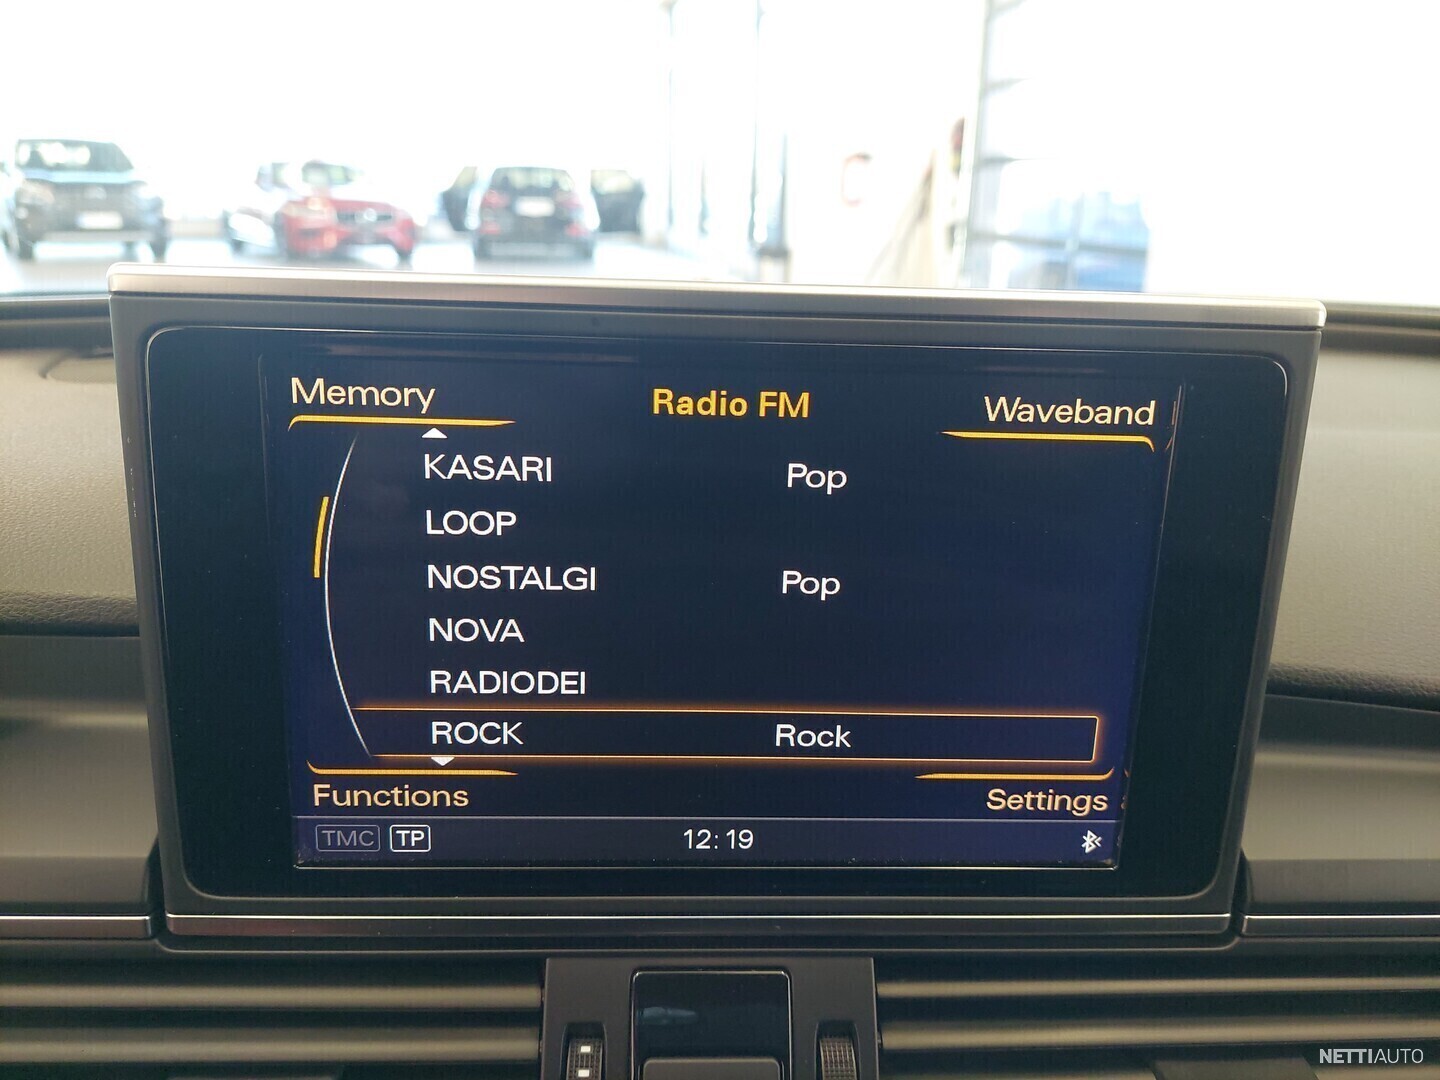 Memory Radio FM Waveband
KASARI Pop
LOOP
NOSTALGI Pop
NOVA
RADIODEI
ROCK Rock
Functions Settings
TMC TP 12:19
NETTIAUTO